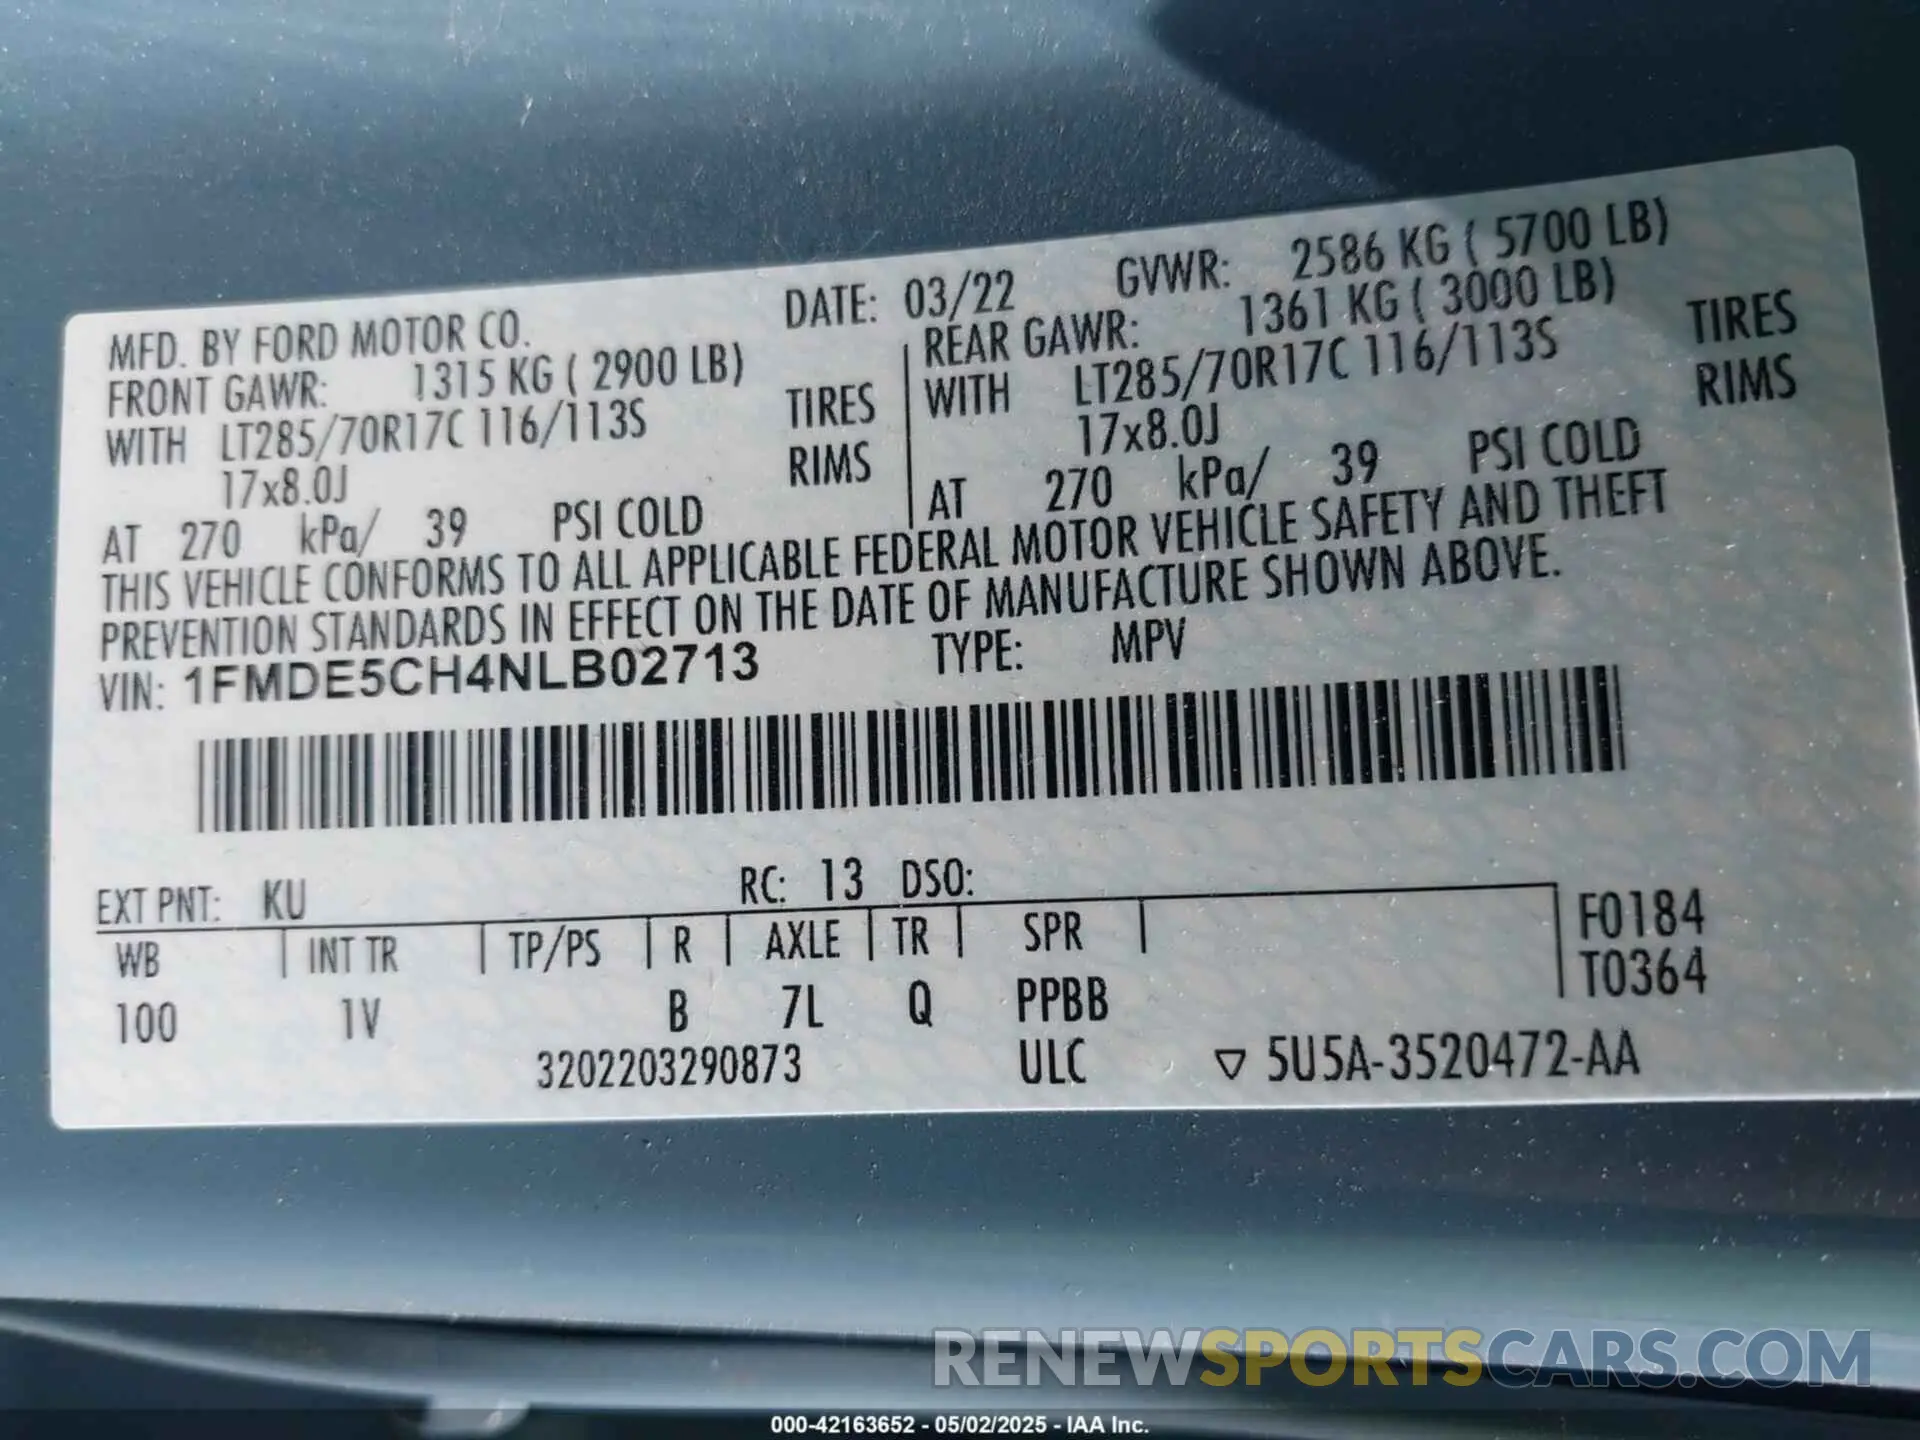 MFD. BY FORD MOTOR CO. DATE: 03/22 GVWR: 2586 KG ( 5700 LB)
FRONT GAWR: 1315 KG ( 2900 LB) REAR GAWR: 1361 KG ( 3000 LB)
WITH LT285/70R17C 116/113S TIRES WITH LT285/70R17C 116/113S TIRES
17x8.0J RIMS 17x8.0J RIMS
AT 270 kPa/ 39 PSI COLD AT 270 kPa/ 39 PSI COLD
THIS VEHICLE CONFORMS TO ALL APPLICABLE FEDERAL MOTOR VEHICLE SAFETY AND THEFT
PREVENTION STANDARDS IN EFFECT ON THE DATE OF MANUFACTURE SHOWN ABOVE.
VIN: 1FMDE5CH4NLB02713 TYPE: MPV
EXT PNT: KU RC: 13 DSO:
WB INT TR TP/PS R AXLE TR SPR F0184
T0364
100 1V B 7L Q PPBB
3202203290873 ULC ▽ 5U5A-3520472-AA
RENEWSPORTSCARS.COM
000-42163652 - 05/02/2025 - IAA Inc.